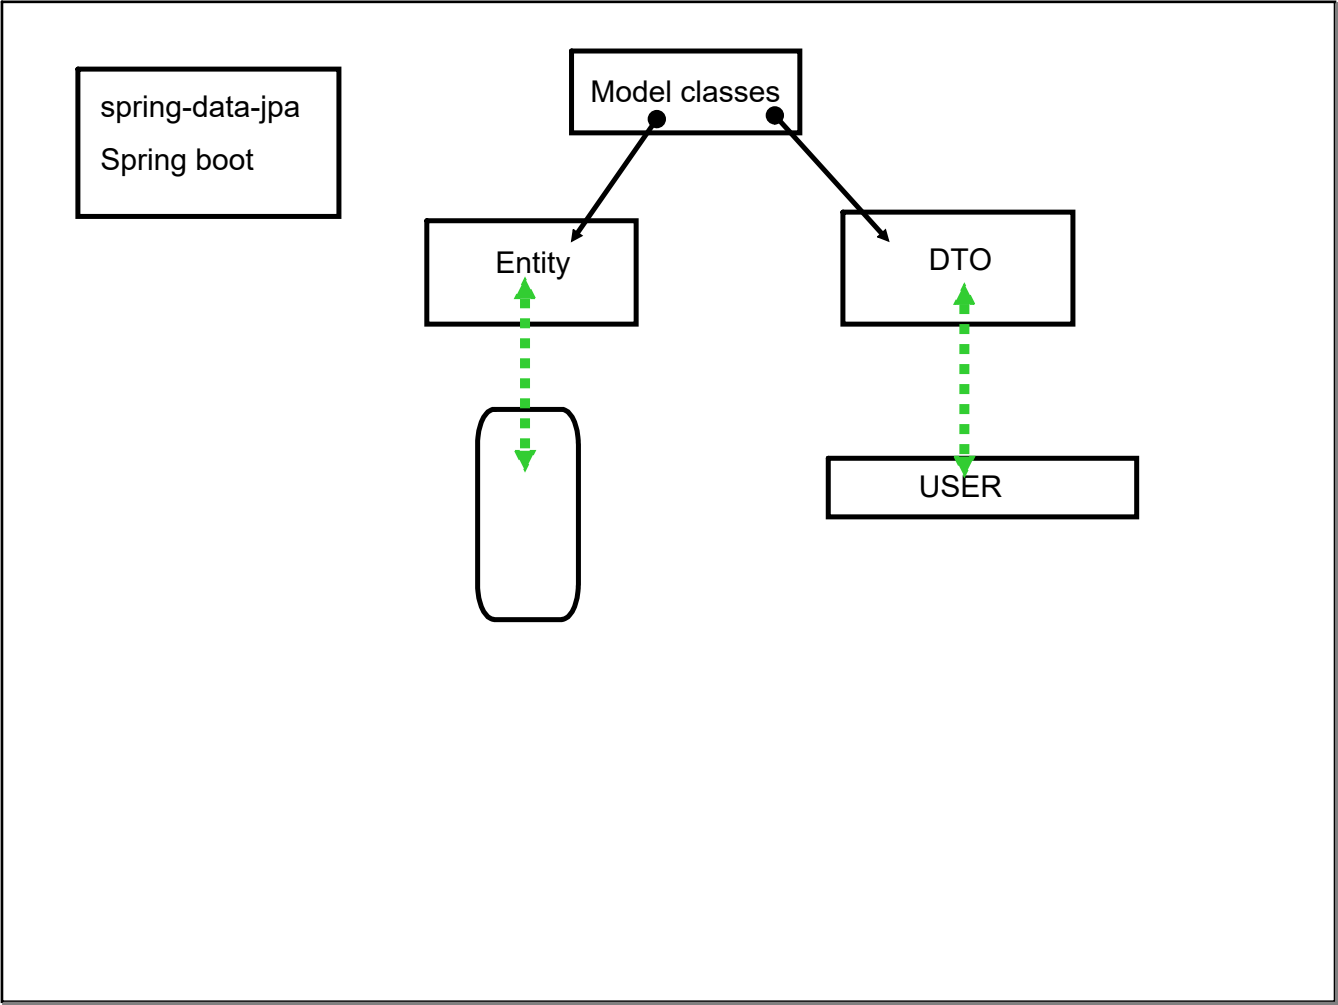 Model classes
spring-data-jpa
Spring boot
Entity
DTO
USER